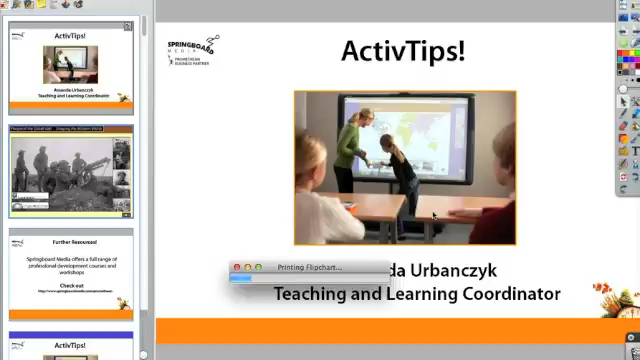 ActivTips!
Amanda Urbanczyk
Teaching and Learning Coordinator
Further Resources!
Springboard Media offers a full range of
professional development courses and
workshops
Check out
ActivTips!
SPRINGBOARD
MEDIA
PROMETHEAN
BUSINESS PARTNER
ActivTips!
Printing Flipchart...
da Urbanczyk
Teaching and Learning Coordinator